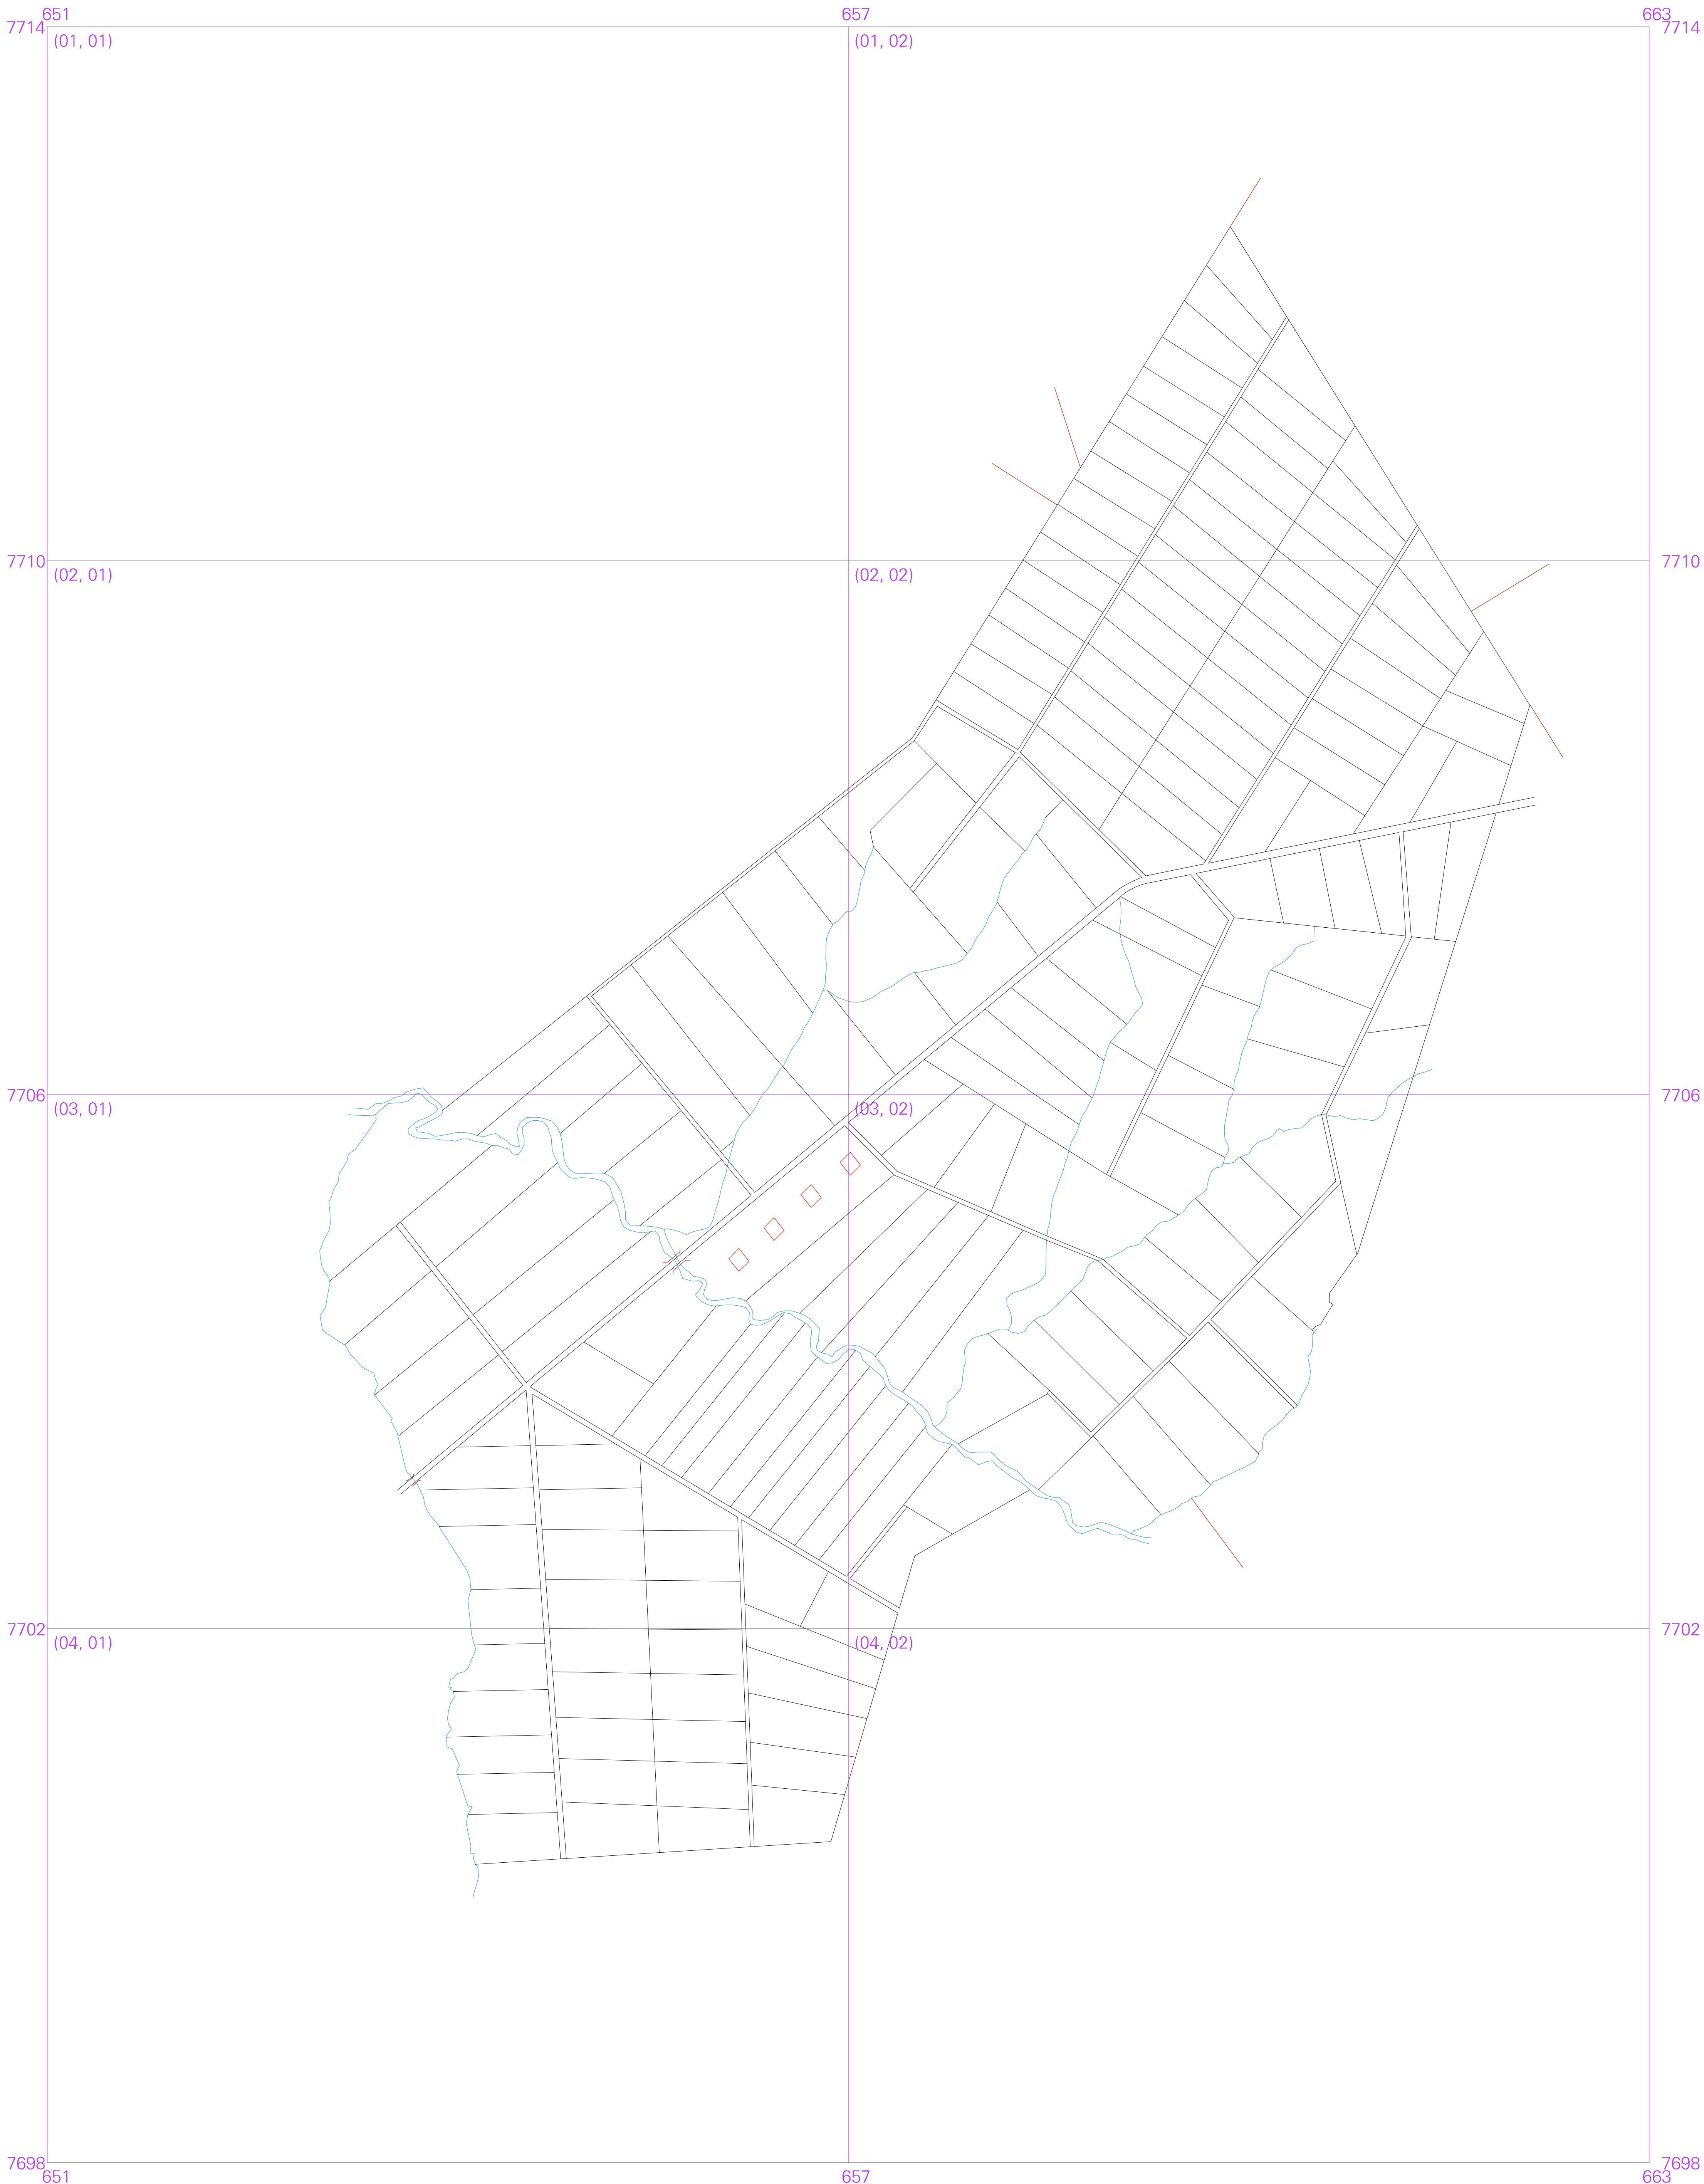 651 657 663
7714 7714
(01, 01) (01, 02)
7710 7710
(02, 01) (02, 02)
7706 7706
(03, 01) (03, 02)
7702 7702
(04, 01) (04, 02)
7698 7698
651 657 663